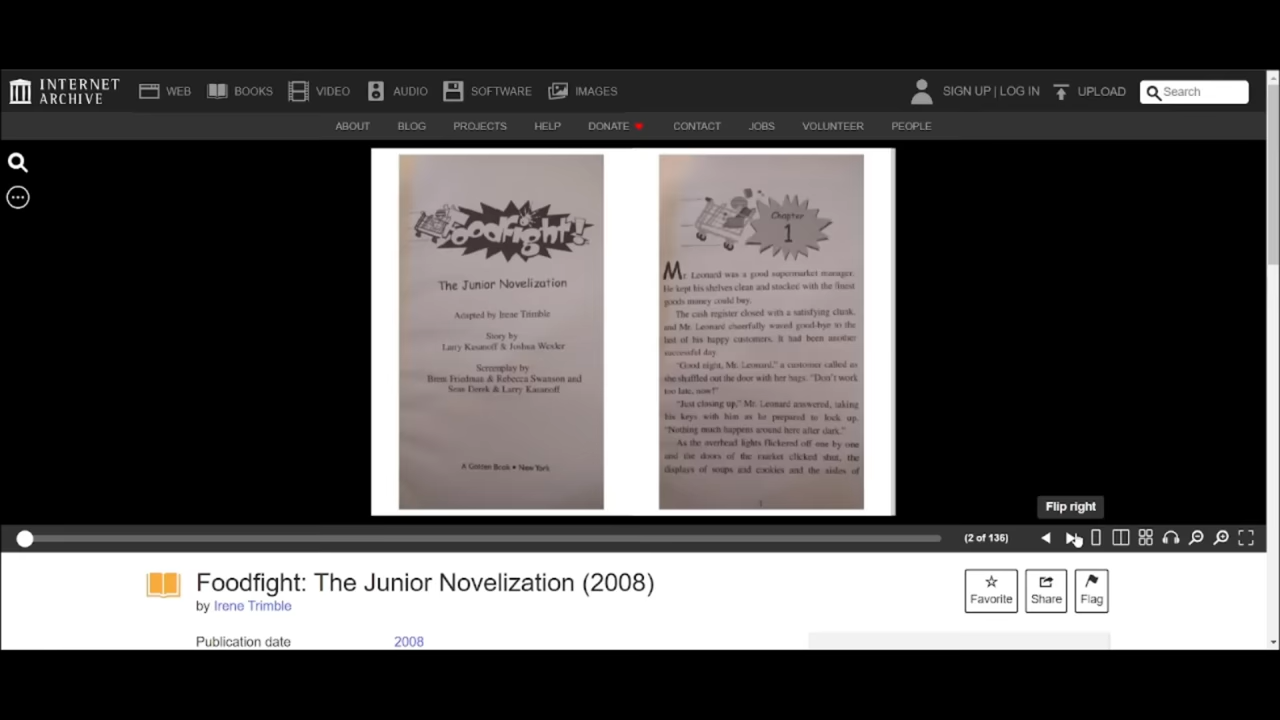 INTERNET
ARCHIVE
WEB BOOKS VIDEO AUDIO SOFTWARE IMAGES SIGN UP | LOG IN UPLOAD Search
ABOUT BLOG PROJECTS HELP DONATE CONTACT JOBS VOLUNTEER PEOPLE
Foodfight!
The Junior Novelization
Adapted by Irene Trimble
Story by
Larry Kasanoff & Joshua Wexler
Screenplay by
Brent Friedman & Rebecca Swanson and
Sean Derek & Larry Kasanoff
A Golden Book • New York
Chapter
1
Mr. Leonard was a good supermarket manager.
He kept his shelves clean and stacked with the finest
goods money could buy.
The cash register closed with a satisfying clunk,
and Mr. Leonard cheerfully waved good-bye to the
last of his happy customers. It had been another
successful day.
"Good night, Mr. Leonard," a customer called as
she shuffled out the door with her bags. "Don't work
too late, now!"
"Just closing up," Mr. Leonard answered, taking
his keys with him as he prepared to lock up.
"Nothing much happens around here after dark."
As the overhead lights flickered off one by one
and the doors of the market clicked shut, the
displays of soups and cookies and the aisles of
1
Flip right
(2 of 136)
Foodfight: The Junior Novelization (2008)
by Irene Trimble
Favorite Share Flag
Publication date 2008